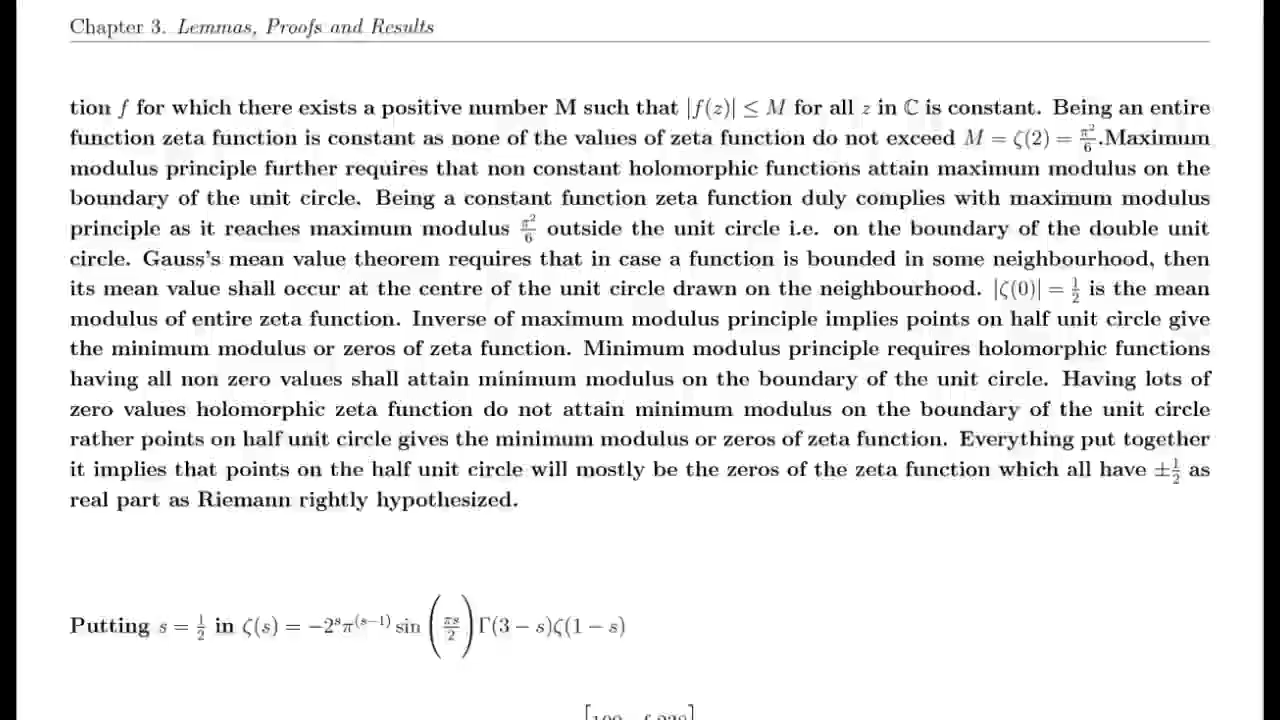 Chapter 3. Lemmas, Proofs and Results
tion f for which there exists a positive number M such that |f(z)| ≤ M for all z in ℂ is constant. Being an entire
function zeta function is constant as none of the values of zeta function do not exceed M = ζ(2) = π²/6.Maximum
modulus principle further requires that non constant holomorphic functions attain maximum modulus on the
boundary of the unit circle. Being a constant function zeta function duly complies with maximum modulus
principle as it reaches maximum modulus π²/6 outside the unit circle i.e. on the boundary of the double unit
circle. Gauss's mean value theorem requires that in case a function is bounded in some neighbourhood, then
its mean value shall occur at the centre of the unit circle drawn on the neighbourhood. |ζ(0)| = 1/2 is the mean
modulus of entire zeta function. Inverse of maximum modulus principle implies points on half unit circle give
the minimum modulus or zeros of zeta function. Minimum modulus principle requires holomorphic functions
having all non zero values shall attain minimum modulus on the boundary of the unit circle. Having lots of
zero values holomorphic zeta function do not attain minimum modulus on the boundary of the unit circle
rather points on half unit circle gives the minimum modulus or zeros of zeta function. Everything put together
it implies that points on the half unit circle will mostly be the zeros of the zeta function which all have ±1/2 as
real part as Riemann rightly hypothesized.
Putting s = 1/2 in ζ(s) = −2^s π^(s−1) sin(πs/2) Γ(3 − s)ζ(1 − s)